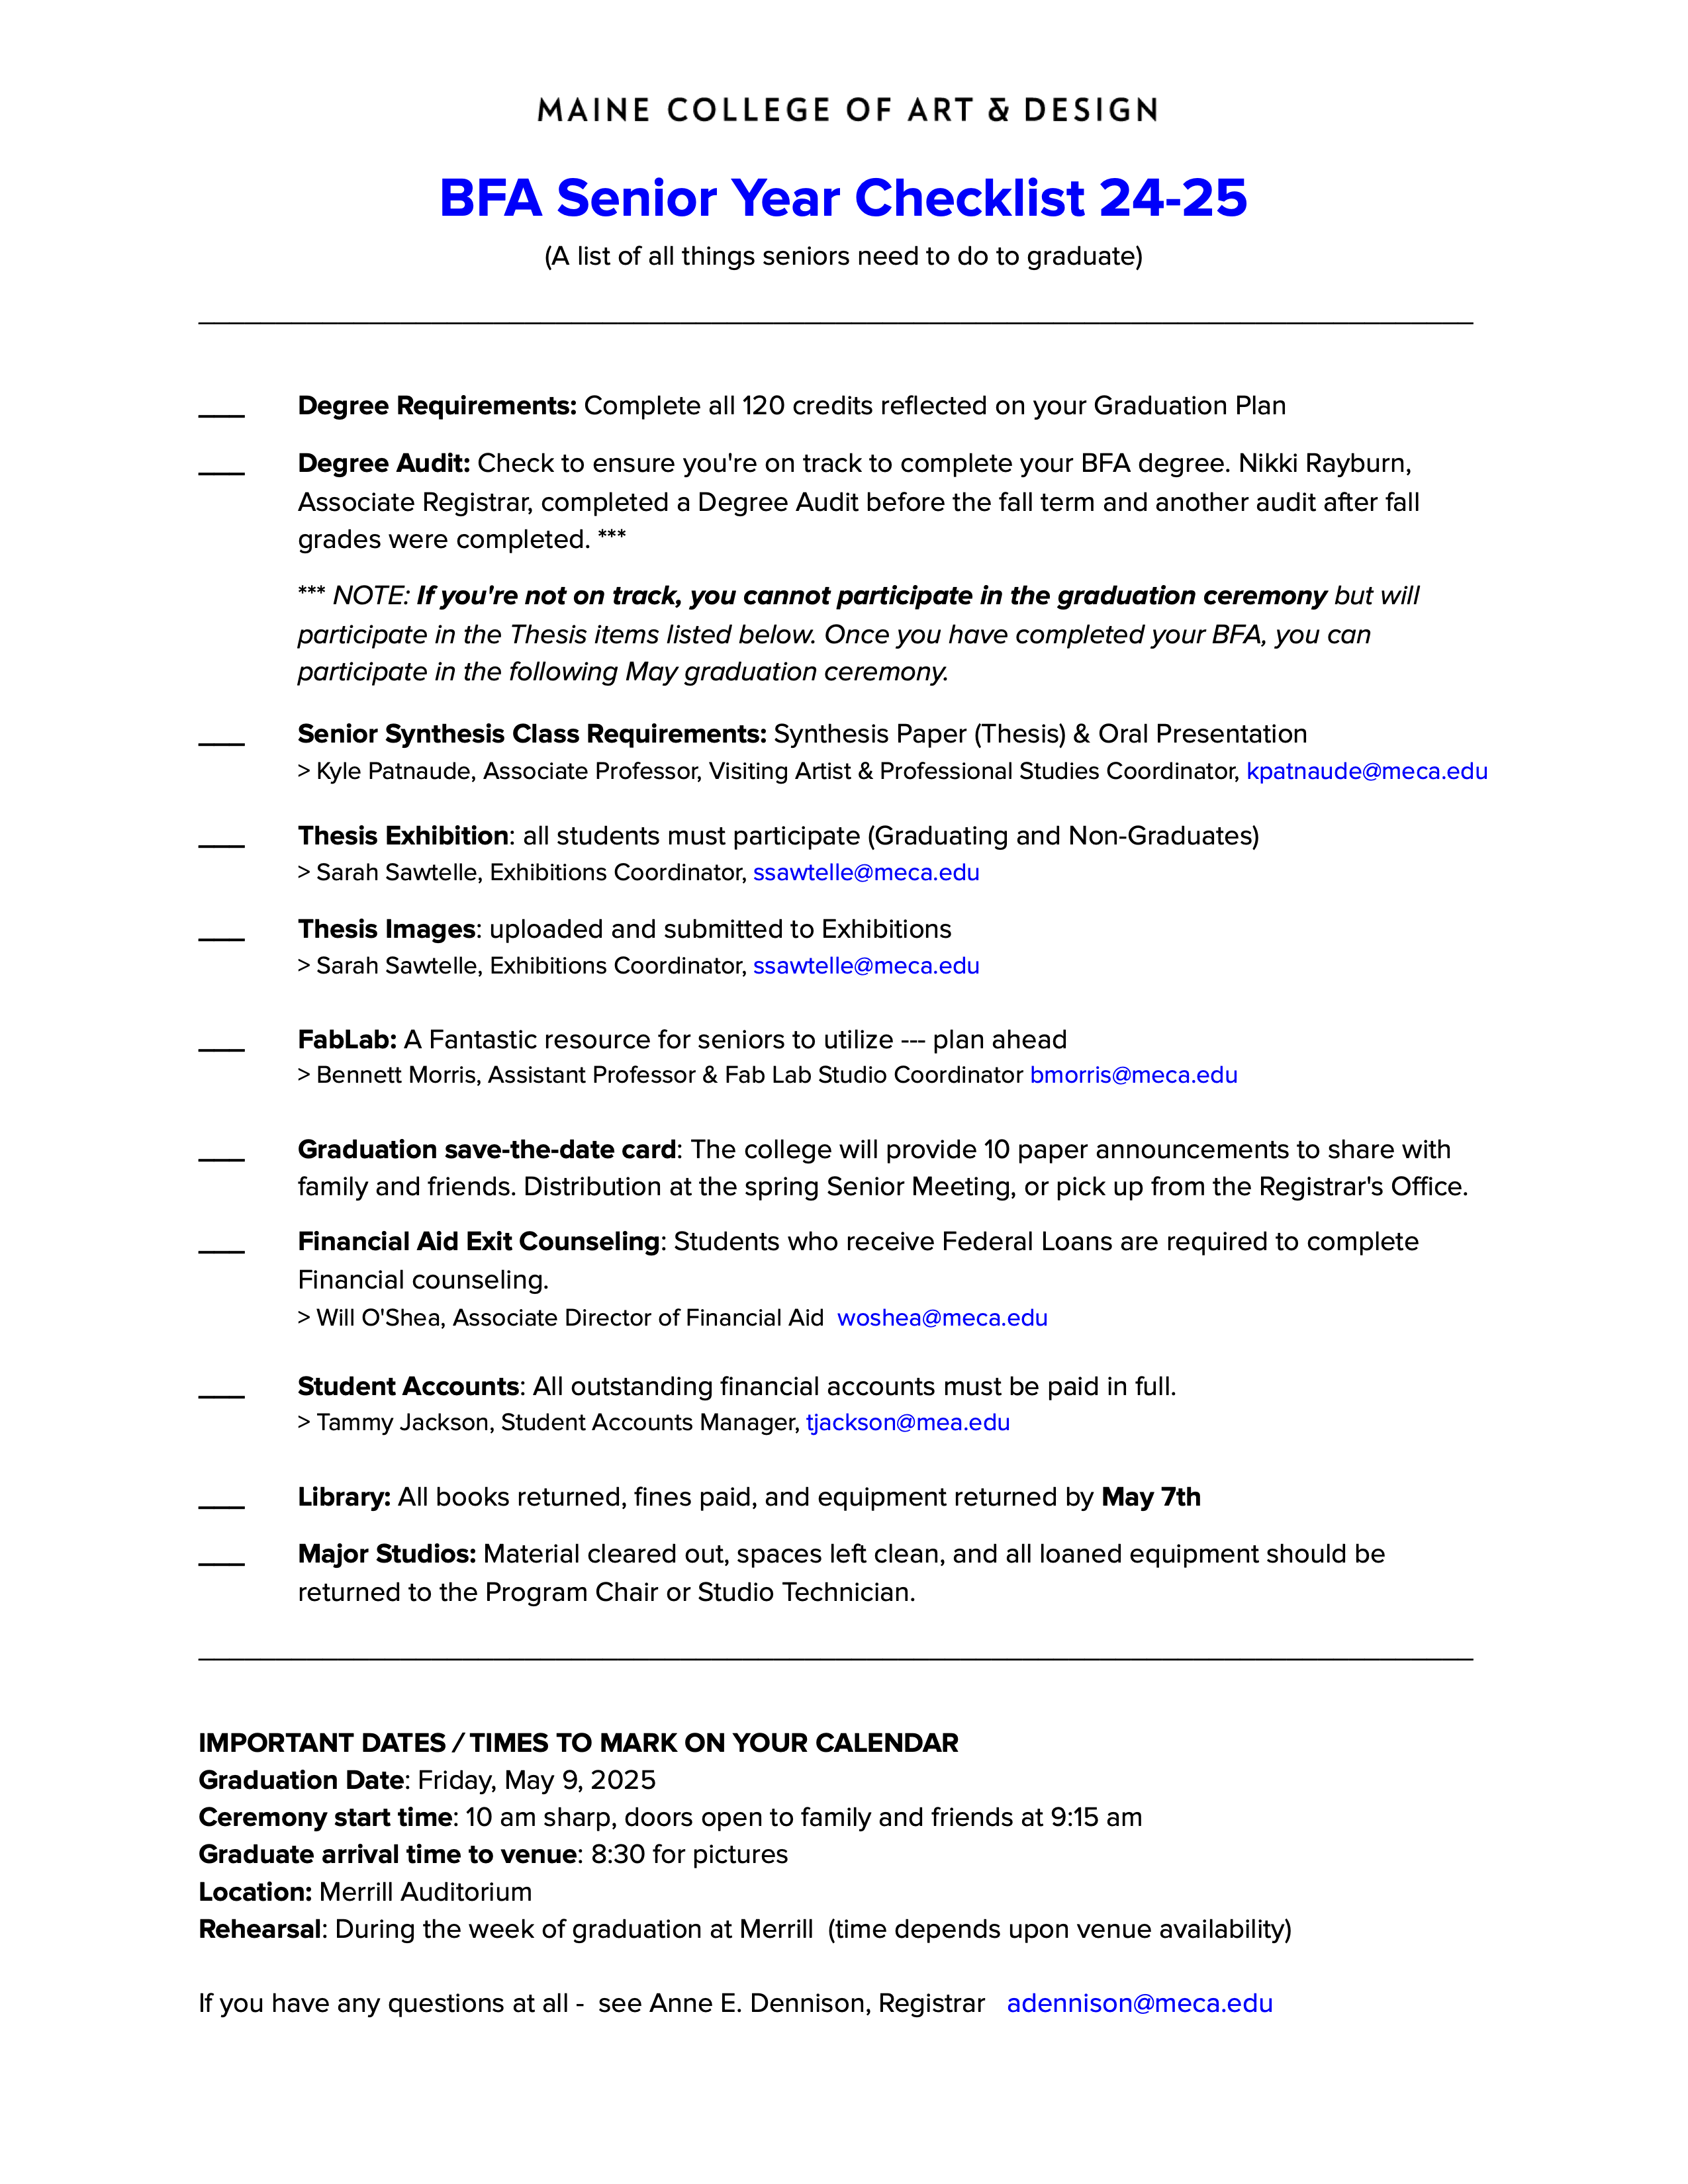 MAINE COLLEGE OF ART & DESIGN
BFA Senior Year Checklist 24-25
(A list of all things seniors need to do to graduate)
___ Degree Requirements: Complete all 120 credits reflected on your Graduation Plan
___ Degree Audit: Check to ensure you're on track to complete your BFA degree. Nikki Rayburn,
Associate Registrar, completed a Degree Audit before the fall term and another audit after fall
grades were completed. ***
*** NOTE: If you're not on track, you cannot participate in the graduation ceremony but will
participate in the Thesis items listed below. Once you have completed your BFA, you can
participate in the following May graduation ceremony.
___ Senior Synthesis Class Requirements: Synthesis Paper (Thesis) & Oral Presentation
> Kyle Patnaude, Associate Professor, Visiting Artist & Professional Studies Coordinator, kpatnaude@meca.edu
___ Thesis Exhibition: all students must participate (Graduating and Non-Graduates)
> Sarah Sawtelle, Exhibitions Coordinator, ssawtelle@meca.edu
___ Thesis Images: uploaded and submitted to Exhibitions
> Sarah Sawtelle, Exhibitions Coordinator, ssawtelle@meca.edu
___ FabLab: A Fantastic resource for seniors to utilize --- plan ahead
> Bennett Morris, Assistant Professor & Fab Lab Studio Coordinator bmorris@meca.edu
___ Graduation save-the-date card: The college will provide 10 paper announcements to share with
family and friends. Distribution at the spring Senior Meeting, or pick up from the Registrar's Office.
___ Financial Aid Exit Counseling: Students who receive Federal Loans are required to complete
Financial counseling.
> Will O'Shea, Associate Director of Financial Aid woshea@meca.edu
___ Student Accounts: All outstanding financial accounts must be paid in full.
> Tammy Jackson, Student Accounts Manager, tjackson@mea.edu
___ Library: All books returned, fines paid, and equipment returned by May 7th
___ Major Studios: Material cleared out, spaces left clean, and all loaned equipment should be
returned to the Program Chair or Studio Technician.
IMPORTANT DATES / TIMES TO MARK ON YOUR CALENDAR
Graduation Date: Friday, May 9, 2025
Ceremony start time: 10 am sharp, doors open to family and friends at 9:15 am
Graduate arrival time to venue: 8:30 for pictures
Location: Merrill Auditorium
Rehearsal: During the week of graduation at Merrill (time depends upon venue availability)
If you have any questions at all - see Anne E. Dennison, Registrar adennison@meca.edu